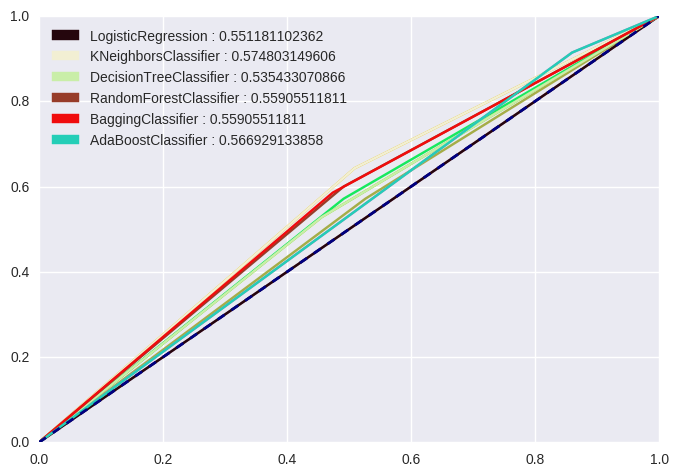 1.0
0.8
0.6
0.4
0.2
0.0
LogisticRegression : 0.551181102362
KNeighborsClassifier : 0.574803149606
DecisionTreeClassifier : 0.535433070866
RandomForestClassifier : 0.55905511811
BaggingClassifier : 0.55905511811
AdaBoostClassifier : 0.566929133858
0.0 0.2 0.4 0.6 0.8 1.0